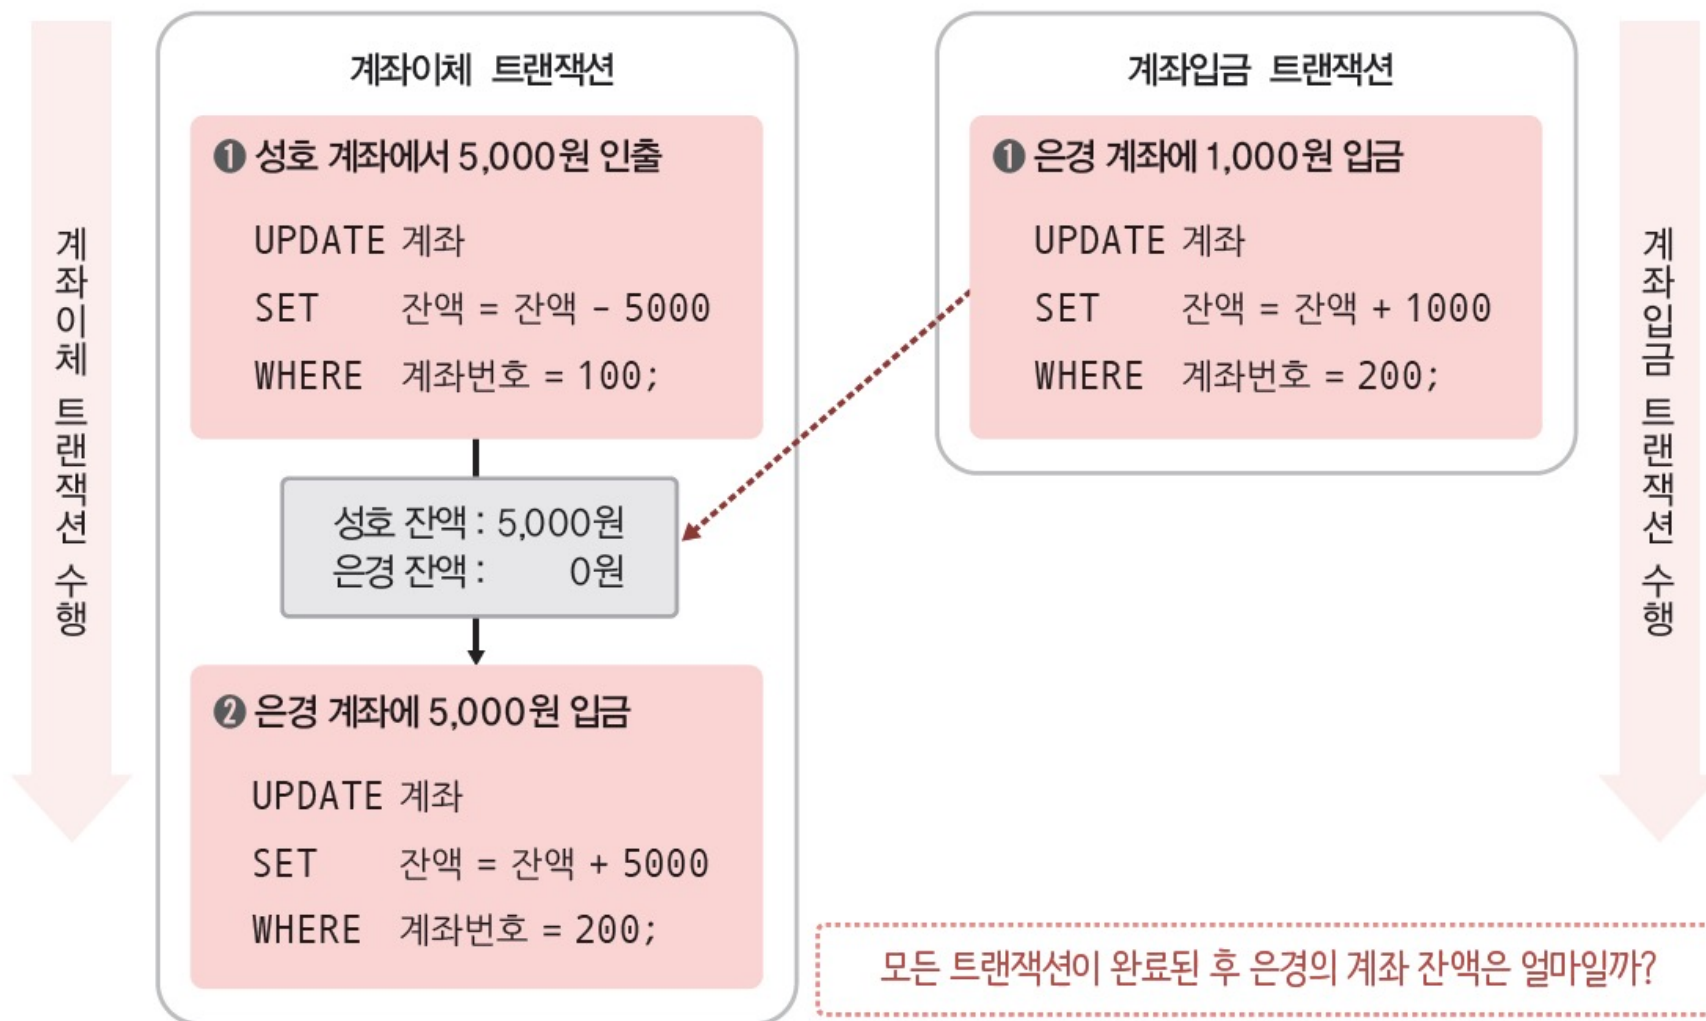 계좌이체 트랜잭션 수행
계좌이체 트랜잭션
❶ 성호 계좌에서 5,000원 인출
UPDATE 계좌
SET 잔액 = 잔액 - 5000
WHERE 계좌번호 = 100;
성호 잔액 : 5,000원
은경 잔액 : 0원
❷ 은경 계좌에 5,000원 입금
UPDATE 계좌
SET 잔액 = 잔액 + 5000
WHERE 계좌번호 = 200;
계좌입금 트랜잭션
❶ 은경 계좌에 1,000원 입금
UPDATE 계좌
SET 잔액 = 잔액 + 1000
WHERE 계좌번호 = 200;
계좌입금 트랜잭션 수행
모든 트랜잭션이 완료된 후 은경의 계좌 잔액은 얼마일까?